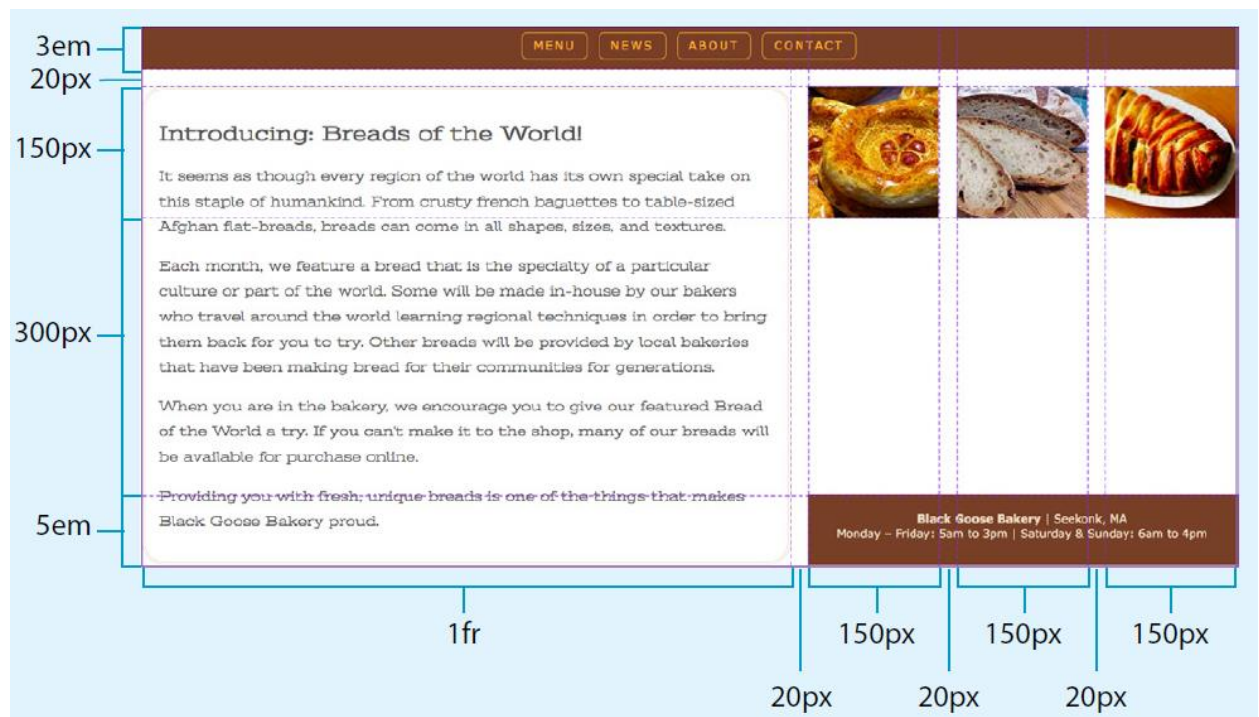 3em
MENU NEWS ABOUT CONTACT
20px
150px
Introducing: Breads of the World!
It seems as though every region of the world has its own special take on
this staple of humankind. From crusty french baguettes to table-sized
Afghan flat-breads, breads can come in all shapes, sizes, and textures.
Each month, we feature a bread that is the specialty of a particular
culture or part of the world. Some will be made in-house by our bakers
300px
who travel around the world learning regional techniques in order to bring
them back for you to try. Other breads will be provided by local bakeries
that have been making bread for their communities for generations.
When you are in the bakery, we encourage you to give our featured Bread
of the World a try. If you can't make it to the shop, many of our breads will
be available for purchase online.
Providing you with fresh, unique breads is one of the things that makes
Black Goose Bakery proud.
5em
Black Goose Bakery | Seekonk, MA
Monday – Friday: 5am to 3pm | Saturday & Sunday: 6am to 4pm
1fr 150px 150px 150px
20px 20px 20px